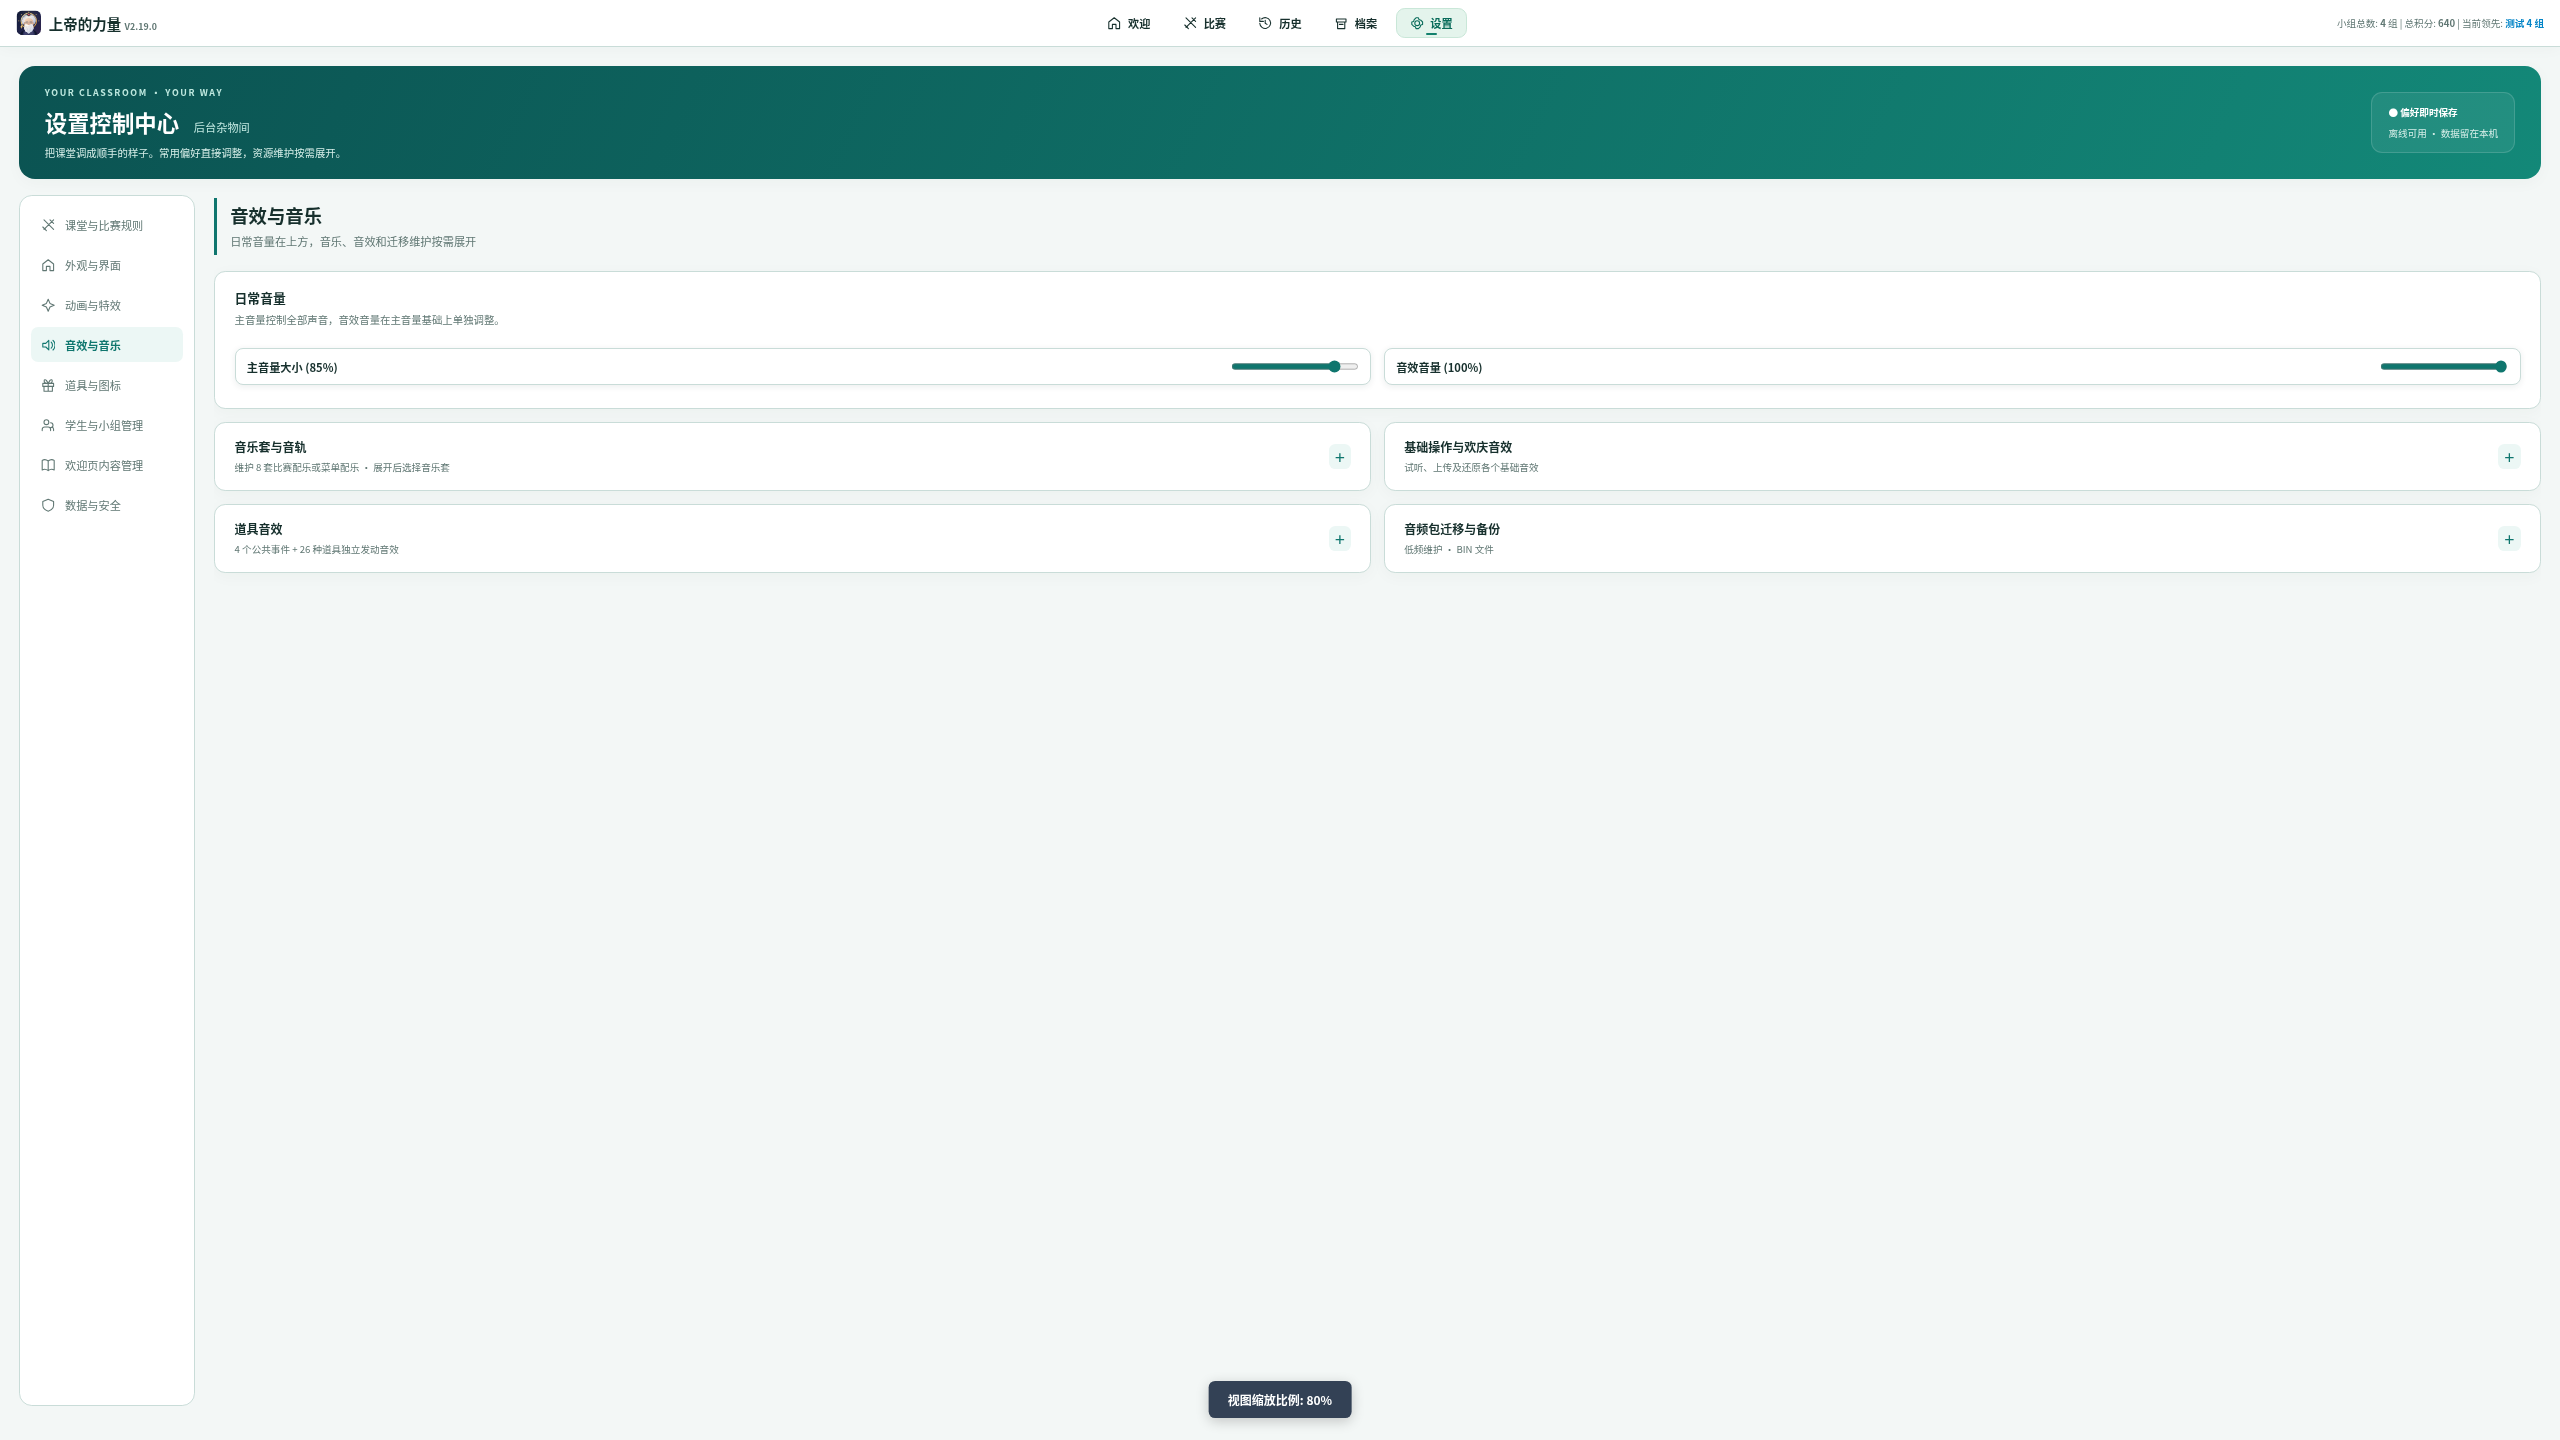 上帝的力量 V2.19.0
欢迎
比赛
历史
档案
设置
小组总数: 4 组 | 总积分: 640 | 当前领先: 测试 4 组
YOUR CLASSROOM • YOUR WAY
设置控制中心 后台杂物间
把课堂调成顺手的样子。常用偏好直接调整，资源维护按需展开。
偏好即时保存
离线可用 • 数据留在本机
课堂与比赛规则
外观与界面
动画与特效
音效与音乐
道具与图标
学生与小组管理
欢迎页内容管理
数据与安全
音效与音乐
日常音量在上方，音乐、音效和迁移维护按需展开
日常音量
主音量控制全部声音，音效音量在主音量基础上单独调整。
主音量大小 (85%)
音效音量 (100%)
音乐套与音轨
维护 8 套比赛配乐或菜单配乐 • 展开后选择音乐套
+
基础操作与欢庆音效
试听、上传及还原各个基础音效
+
道具音效
4 个公共事件 + 26 种道具独立发动音效
+
音频包迁移与备份
低频维护 • BIN 文件
+
视图缩放比例: 80%